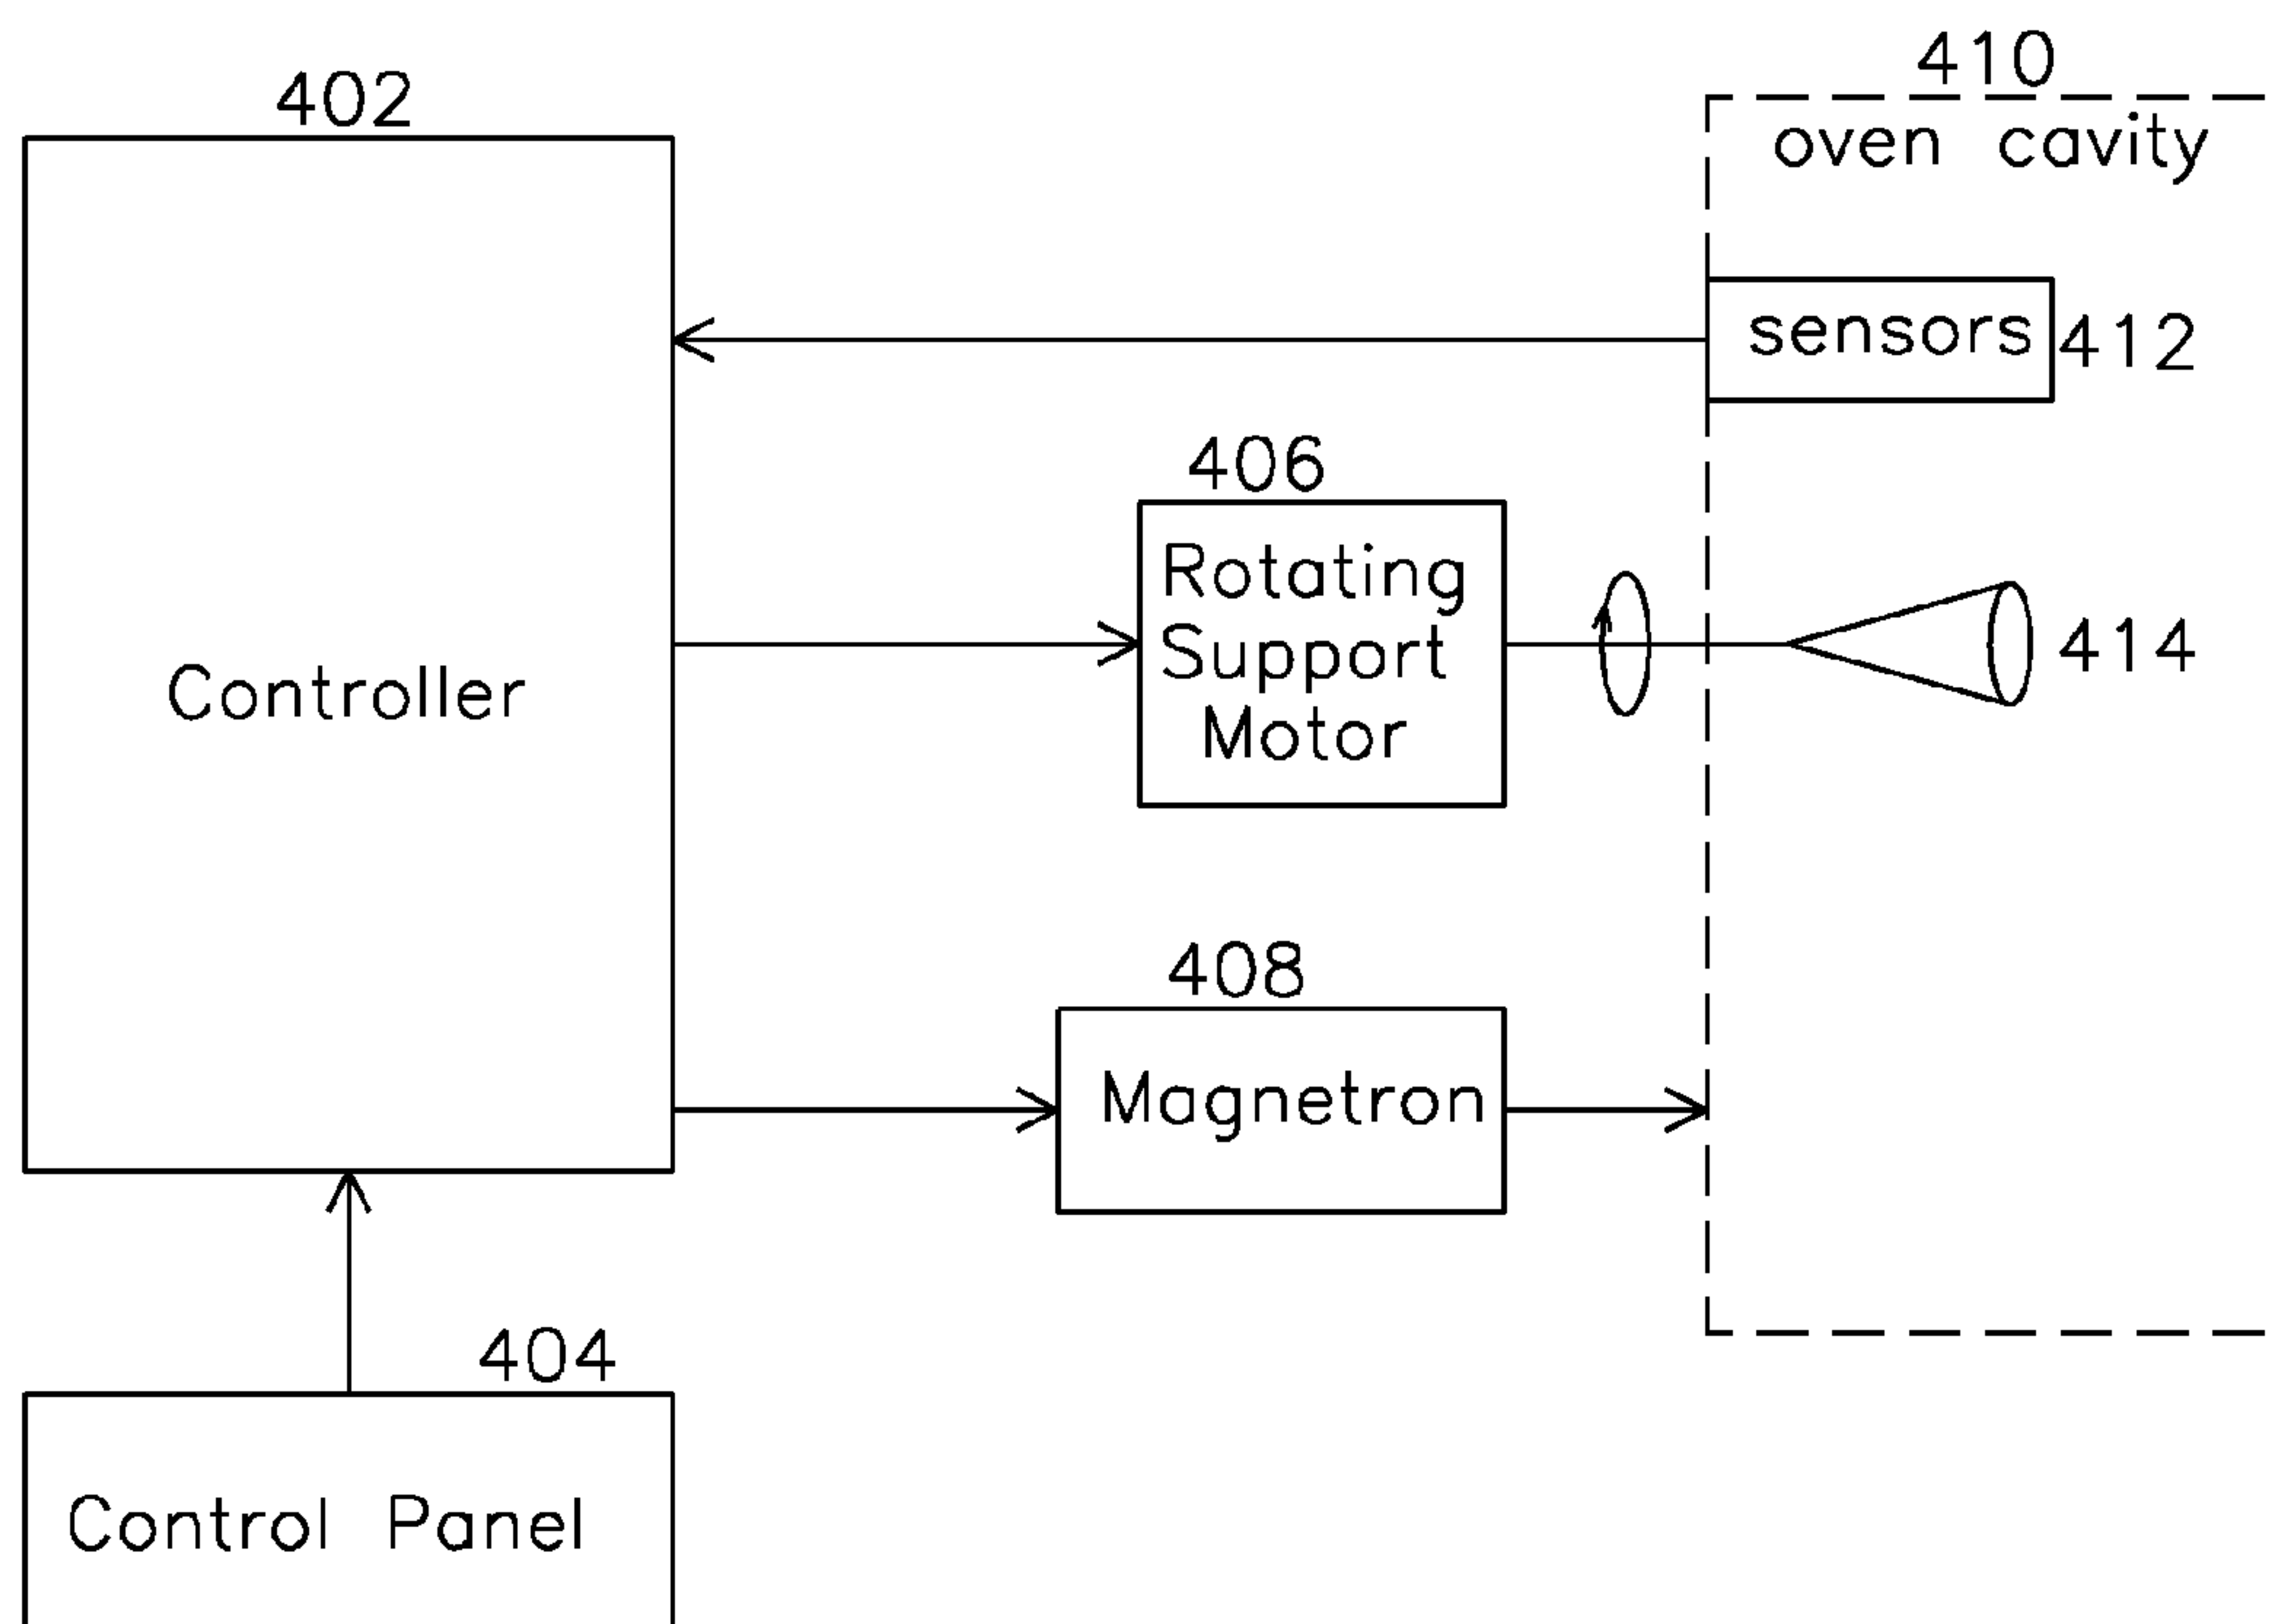 410
402
oven cavity
sensors 412
406
Rotating
Support
Motor
414
Controller
408
Magnetron
404
Control Panel